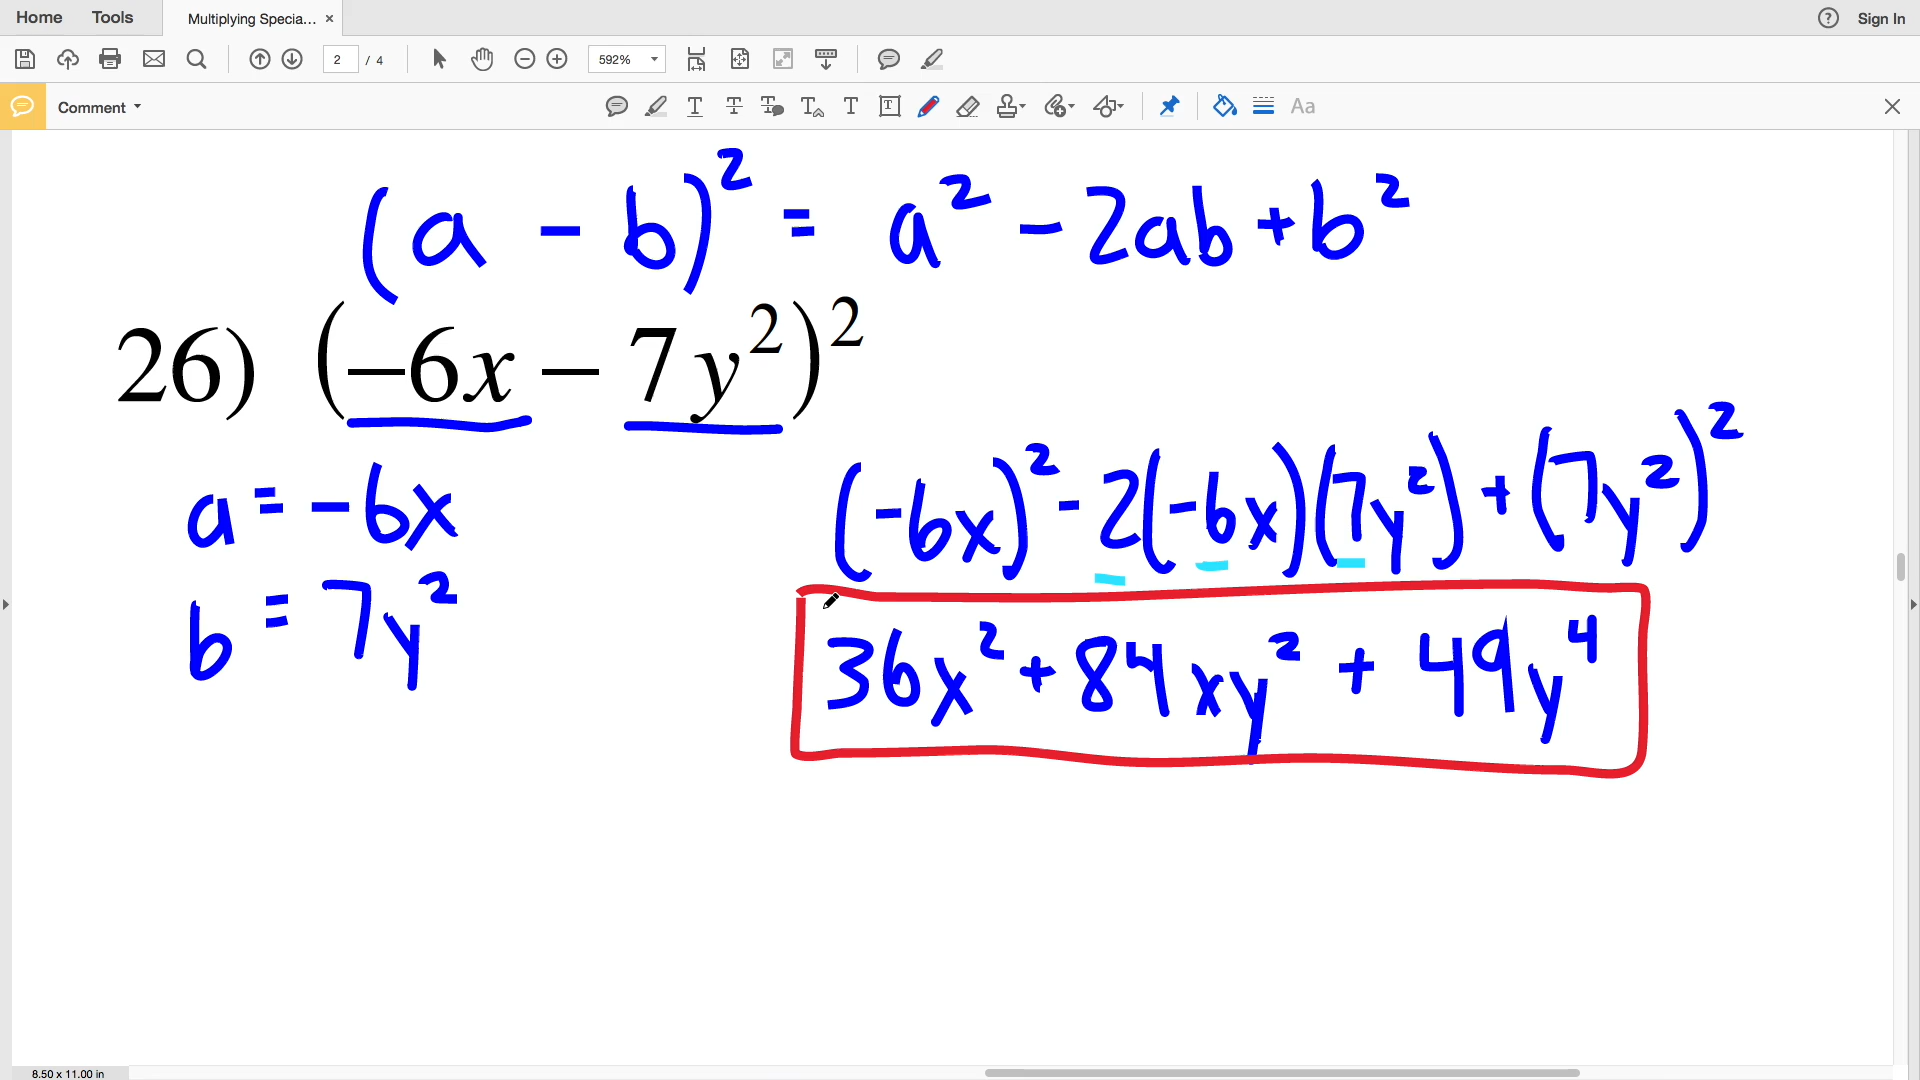 Home Tools Multiplying Specia... × ? Sign In
2 / 4 592%
Comment T T T T T T Aa
(a - b)² = a² - 2ab + b²
26) (−6x − 7y²)²
a = -6x
(-6x)² - 2(-6x)(7y²) + (7y²)²
b = 7y²
36x² + 84xy² + 49y⁴
8.50 x 11.00 in